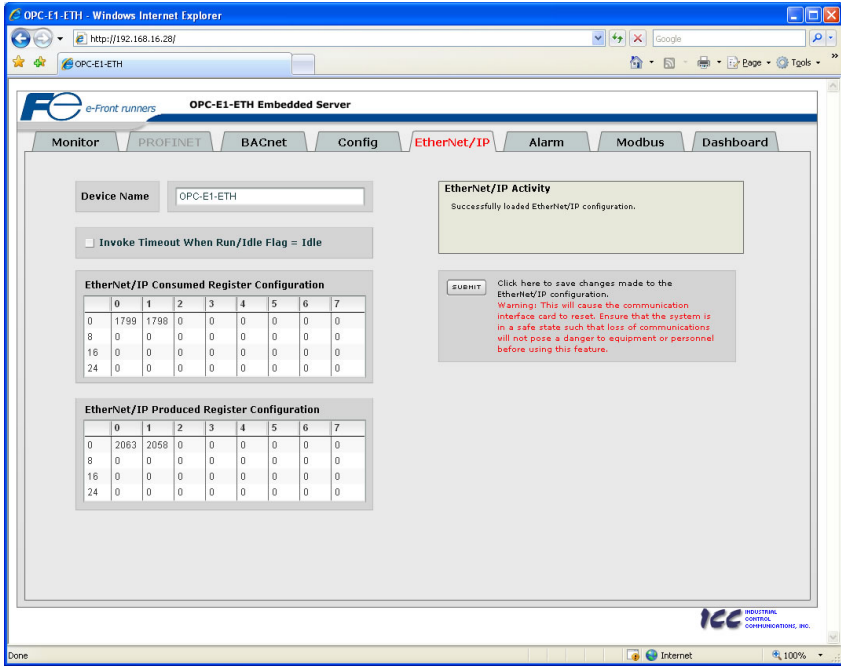 OPC-E1-ETH - Windows Internet Explorer
http://192.168.16.28/
Google
OPC-E1-ETH
Page
Tools
e-Front runners
OPC-E1-ETH Embedded Server
Monitor PROFINET BACnet Config EtherNet/IP Alarm Modbus Dashboard
Device Name OPC-E1-ETH
Invoke Timeout When Run/Idle Flag = Idle
EtherNet/IP Consumed Register Configuration
0 1 2 3 4 5 6 7
0 1799 1798 0 0 0 0 0 0
8 0 0 0 0 0 0 0 0
16 0 0 0 0 0 0 0 0
24 0 0 0 0 0 0 0 0
EtherNet/IP Produced Register Configuration
0 1 2 3 4 5 6 7
0 2063 2058 0 0 0 0 0 0
8 0 0 0 0 0 0 0 0
16 0 0 0 0 0 0 0 0
24 0 0 0 0 0 0 0 0
EtherNet/IP Activity
Successfully loaded EtherNet/IP configuration.
SUBMIT
Click here to save changes made to the
EtherNet/IP configuration.
Warning: This will cause the communication
interface card to reset. Ensure that the system is
in a safe state such that loss of communications
will not pose a danger to equipment or personnel
before using this feature.
ICC
INDUSTRIAL
CONTROL
COMMUNICATIONS, INC.
Done
Internet
100%